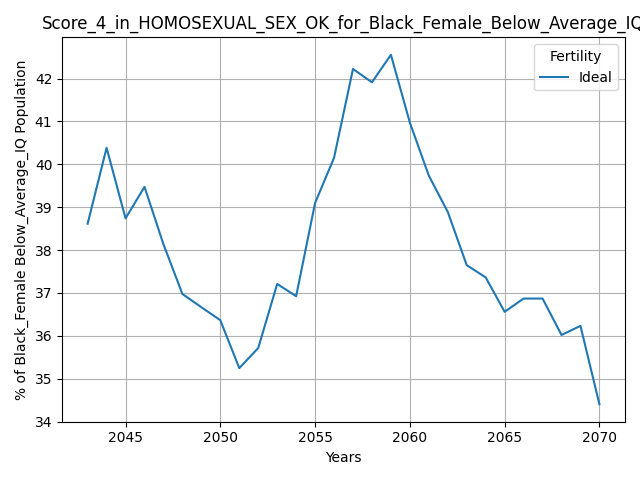 Score_4_in_HOMOSEXUAL_SEX_OK_for_Black_Female_Below_Average_IQ
% of Black_Female Below_Average_IQ Population
42
41
40
39
38
37
36
35
34
Fertility
Ideal
2045 2050 2055 2060 2065 2070
Years